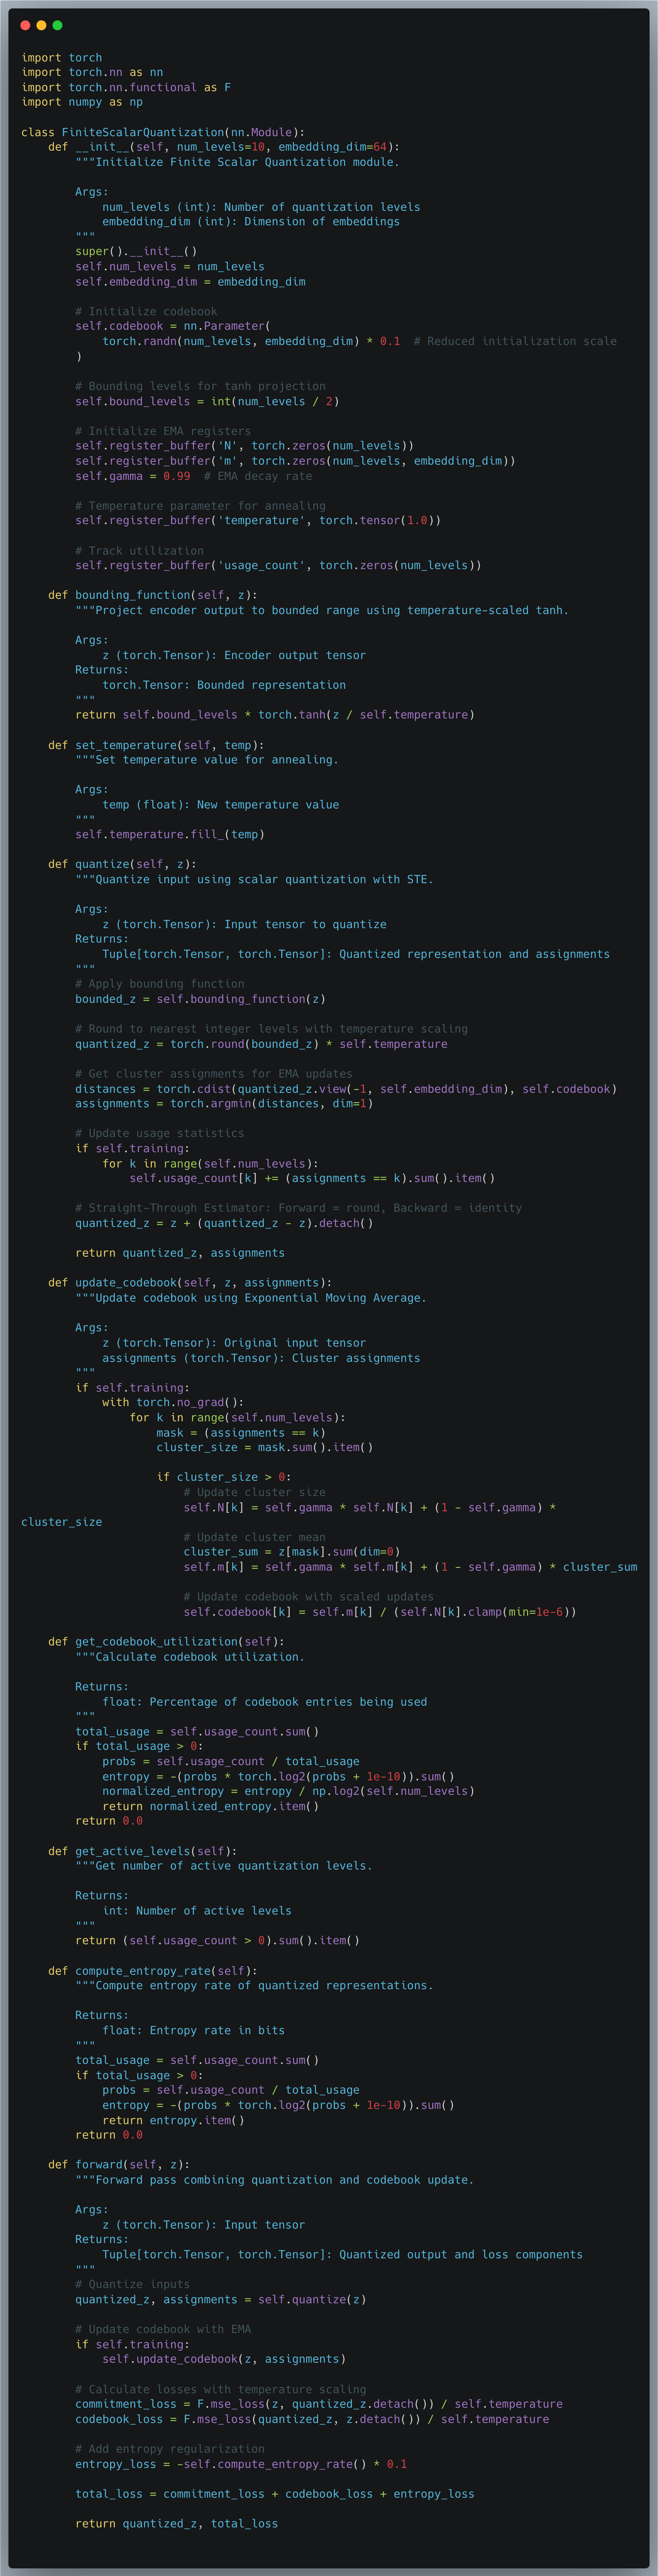 import torch
import torch.nn as nn
import torch.nn.functional as F
import numpy as np

class FiniteScalarQuantization(nn.Module):
    def __init__(self, num_levels=10, embedding_dim=64):
        """Initialize Finite Scalar Quantization module.

        Args:
            num_levels (int): Number of quantization levels
            embedding_dim (int): Dimension of embeddings
        """
        super().__init__()
        self.num_levels = num_levels
        self.embedding_dim = embedding_dim

        # Initialize codebook
        self.codebook = nn.Parameter(
            torch.randn(num_levels, embedding_dim) * 0.1  # Reduced initialization scale
        )

        # Bounding levels for tanh projection
        self.bound_levels = int(num_levels / 2)

        # Initialize EMA registers
        self.register_buffer('N', torch.zeros(num_levels))
        self.register_buffer('m', torch.zeros(num_levels, embedding_dim))
        self.gamma = 0.99  # EMA decay rate

        # Temperature parameter for annealing
        self.register_buffer('temperature', torch.tensor(1.0))

        # Track utilization
        self.register_buffer('usage_count', torch.zeros(num_levels))

    def bounding_function(self, z):
        """Project encoder output to bounded range using temperature-scaled tanh.

        Args:
            z (torch.Tensor): Encoder output tensor
        Returns:
            torch.Tensor: Bounded representation
        """
        return self.bound_levels * torch.tanh(z / self.temperature)

    def set_temperature(self, temp):
        """Set temperature value for annealing.

        Args:
            temp (float): New temperature value
        """
        self.temperature.fill_(temp)

    def quantize(self, z):
        """Quantize input using scalar quantization with STE.

        Args:
            z (torch.Tensor): Input tensor to quantize
        Returns:
            Tuple[torch.Tensor, torch.Tensor]: Quantized representation and assignments
        """
        # Apply bounding function
        bounded_z = self.bounding_function(z)

        # Round to nearest integer levels with temperature scaling
        quantized_z = torch.round(bounded_z) * self.temperature

        # Get cluster assignments for EMA updates
        distances = torch.cdist(quantized_z.view(-1, self.embedding_dim), self.codebook)
        assignments = torch.argmin(distances, dim=1)

        # Update usage statistics
        if self.training:
            for k in range(self.num_levels):
                self.usage_count[k] += (assignments == k).sum().item()

        # Straight-Through Estimator: Forward = round, Backward = identity
        quantized_z = z + (quantized_z - z).detach()

        return quantized_z, assignments

    def update_codebook(self, z, assignments):
        """Update codebook using Exponential Moving Average.

        Args:
            z (torch.Tensor): Original input tensor
            assignments (torch.Tensor): Cluster assignments
        """
        if self.training:
            with torch.no_grad():
                for k in range(self.num_levels):
                    mask = (assignments == k)
                    cluster_size = mask.sum().item()

                    if cluster_size > 0:
                        # Update cluster size
                        self.N[k] = self.gamma * self.N[k] + (1 - self.gamma) *
cluster_size
                        # Update cluster mean
                        cluster_sum = z[mask].sum(dim=0)
                        self.m[k] = self.gamma * self.m[k] + (1 - self.gamma) * cluster_sum

                        # Update codebook with scaled updates
                        self.codebook[k] = self.m[k] / (self.N[k].clamp(min=1e-6))

    def get_codebook_utilization(self):
        """Calculate codebook utilization.

        Returns:
            float: Percentage of codebook entries being used
        """
        total_usage = self.usage_count.sum()
        if total_usage > 0:
            probs = self.usage_count / total_usage
            entropy = -(probs * torch.log2(probs + 1e-10)).sum()
            normalized_entropy = entropy / np.log2(self.num_levels)
            return normalized_entropy.item()
        return 0.0

    def get_active_levels(self):
        """Get number of active quantization levels.

        Returns:
            int: Number of active levels
        """
        return (self.usage_count > 0).sum().item()

    def compute_entropy_rate(self):
        """Compute entropy rate of quantized representations.

        Returns:
            float: Entropy rate in bits
        """
        total_usage = self.usage_count.sum()
        if total_usage > 0:
            probs = self.usage_count / total_usage
            entropy = -(probs * torch.log2(probs + 1e-10)).sum()
            return entropy.item()
        return 0.0

    def forward(self, z):
        """Forward pass combining quantization and codebook update.

        Args:
            z (torch.Tensor): Input tensor
        Returns:
            Tuple[torch.Tensor, torch.Tensor]: Quantized output and loss components
        """
        # Quantize inputs
        quantized_z, assignments = self.quantize(z)

        # Update codebook with EMA
        if self.training:
            self.update_codebook(z, assignments)

        # Calculate losses with temperature scaling
        commitment_loss = F.mse_loss(z, quantized_z.detach()) / self.temperature
        codebook_loss = F.mse_loss(quantized_z, z.detach()) / self.temperature

        # Add entropy regularization
        entropy_loss = -self.compute_entropy_rate() * 0.1

        total_loss = commitment_loss + codebook_loss + entropy_loss

        return quantized_z, total_loss